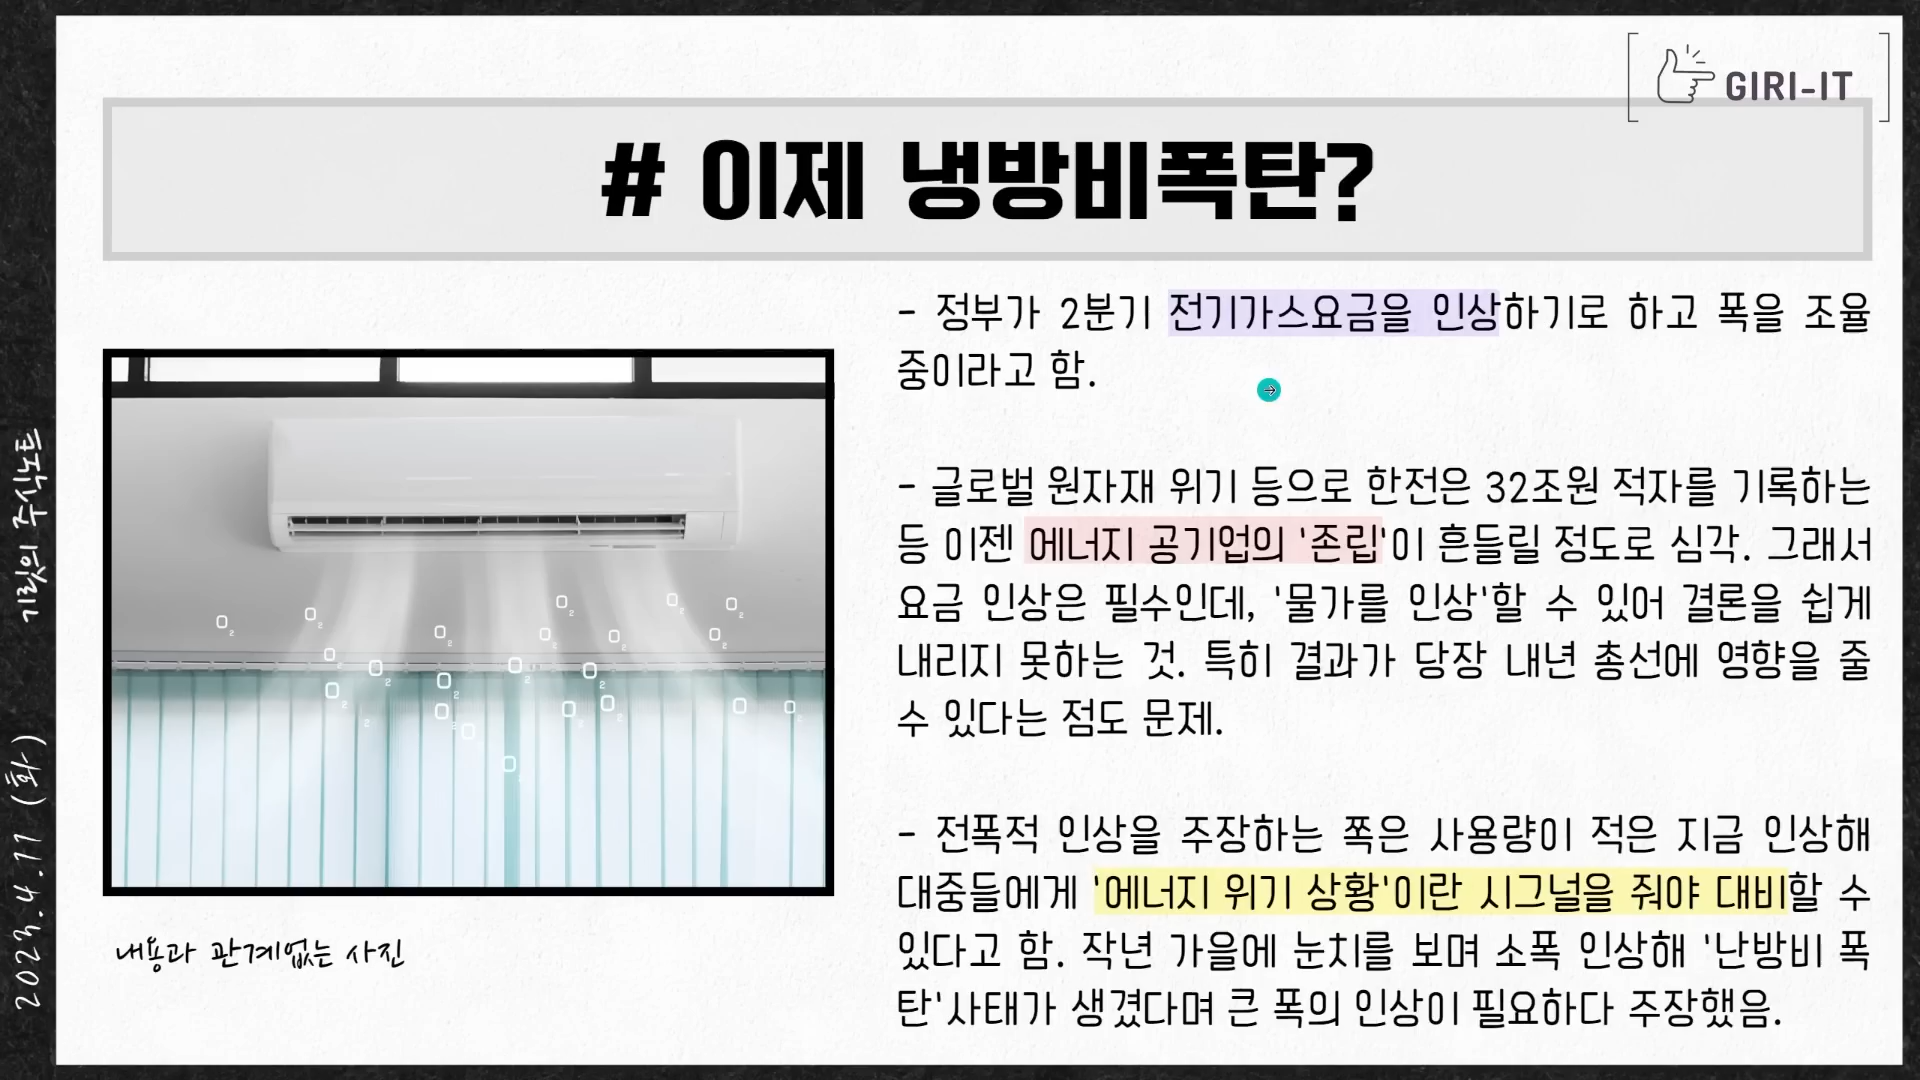 GIRI-IT
# 이제 냉방비폭탄?
- 정부가 2분기 전기가스요금을 인상하기로 하고 폭을 조율
중이라고 함.
- 글로벌 원자재 위기 등으로 한전은 32조원 적자를 기록하는
등 이젠 에너지 공기업의 '존립'이 흔들릴 정도로 심각. 그래서
요금 인상은 필수인데, '물가를 인상'할 수 있어 결론을 쉽게
내리지 못하는 것. 특히 결과가 당장 내년 총선에 영향을 줄
수 있다는 점도 문제.
- 전폭적 인상을 주장하는 쪽은 사용량이 적은 지금 인상해
대중들에게 '에너지 위기 상황'이란 시그널을 줘야 대비할 수
있다고 함. 작년 가을에 눈치를 보며 소폭 인상해 '난방비 폭
탄'사태가 생겼다며 큰 폭의 인상이 필요하다 주장했음.
내용과 관계없는 사진
2023.4.11 (화)
기릿의 주식노트